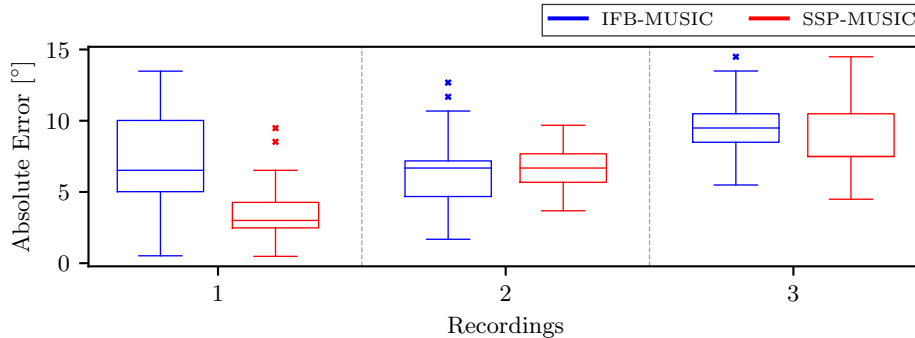 IFB-MUSIC SSP-MUSIC
15
10
5
0
Absolute Error [°]
1 2 3
Recordings